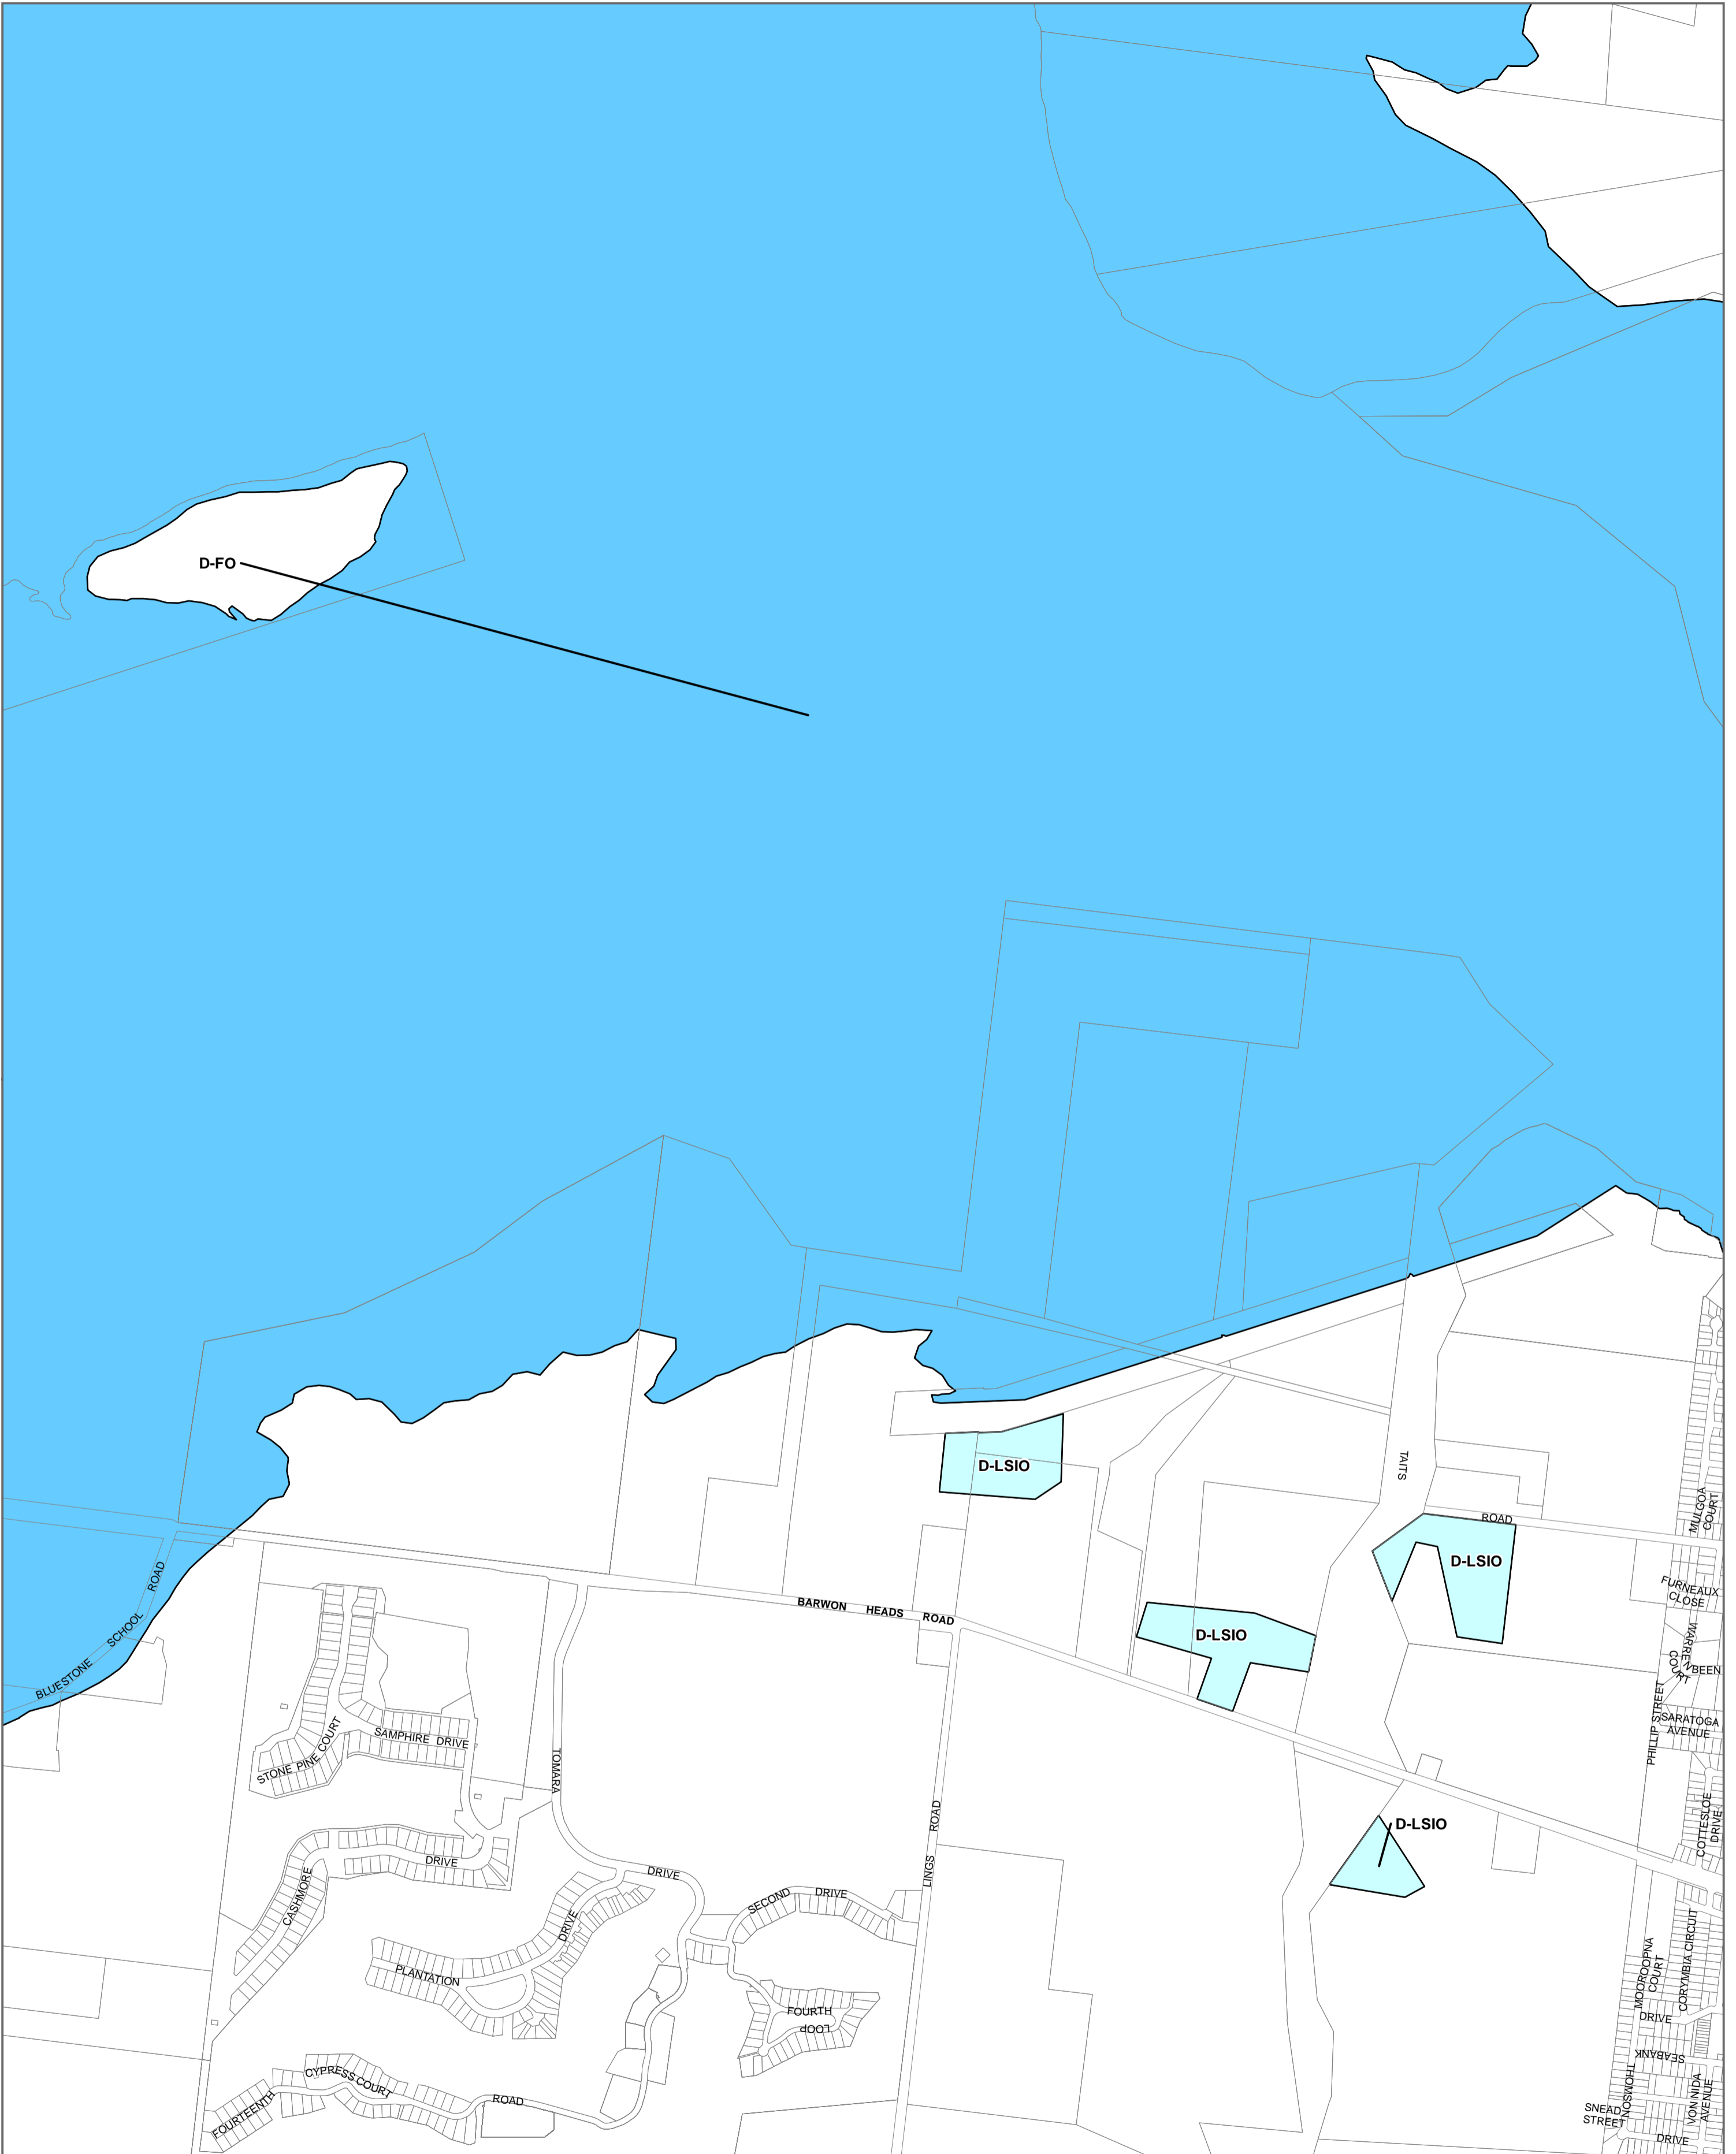 D-FO
D-LSIO
TAITS
MULGOA
COURT
ROAD
D-LSIO
ROAD
SCHOOL
BLUESTONE
FURNEAUX
CLOSE
BARWON HEADS ROAD
D-LSIO
WARREN
COURT
BEEN
PHILLIP STREET
SARATOGA
AVENUE
STONE PINE COURT
SAMPHIRE DRIVE
TOMARA
COTTESLOE
DRIVE
D-LSIO
ROAD
LINGS
DRIVE
CASHMORE
DRIVE
SECOND DRIVE
DRIVE
PLANTATION
FOURTH
LOOP
MOOROOPNA
COURT
CORYMBIA CIRCUIT
DRIVE
SEABANK
CYPRESS COURT
FOURTEENTH
ROAD
THOMSON
VON NIDA
AVENUE
SNEAD
STREET
DRIVE